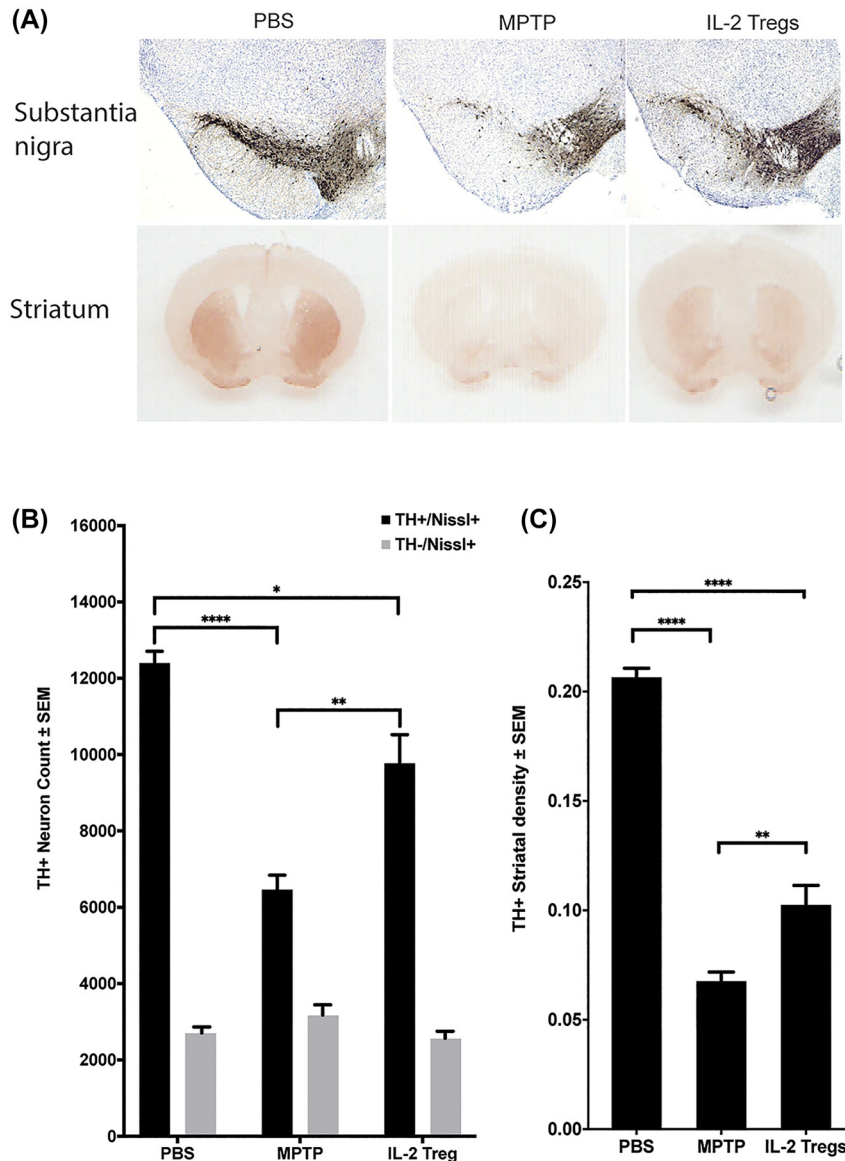 (A)
PBS
MPTP
IL-2 Tregs
Substantia
nigra
Striatum
(B)
TH+/Nissl+
TH-/Nissl+
TH+ Neuron Count ± SEM
16000
14000
12000
10000
8000
6000
4000
2000
0
*
****
**
PBS
MPTP
IL-2 Treg
(C)
TH+ Striatal density ± SEM
0.25
0.20
0.15
0.10
0.05
0.00
****
****
**
PBS
MPTP
IL-2 Tregs